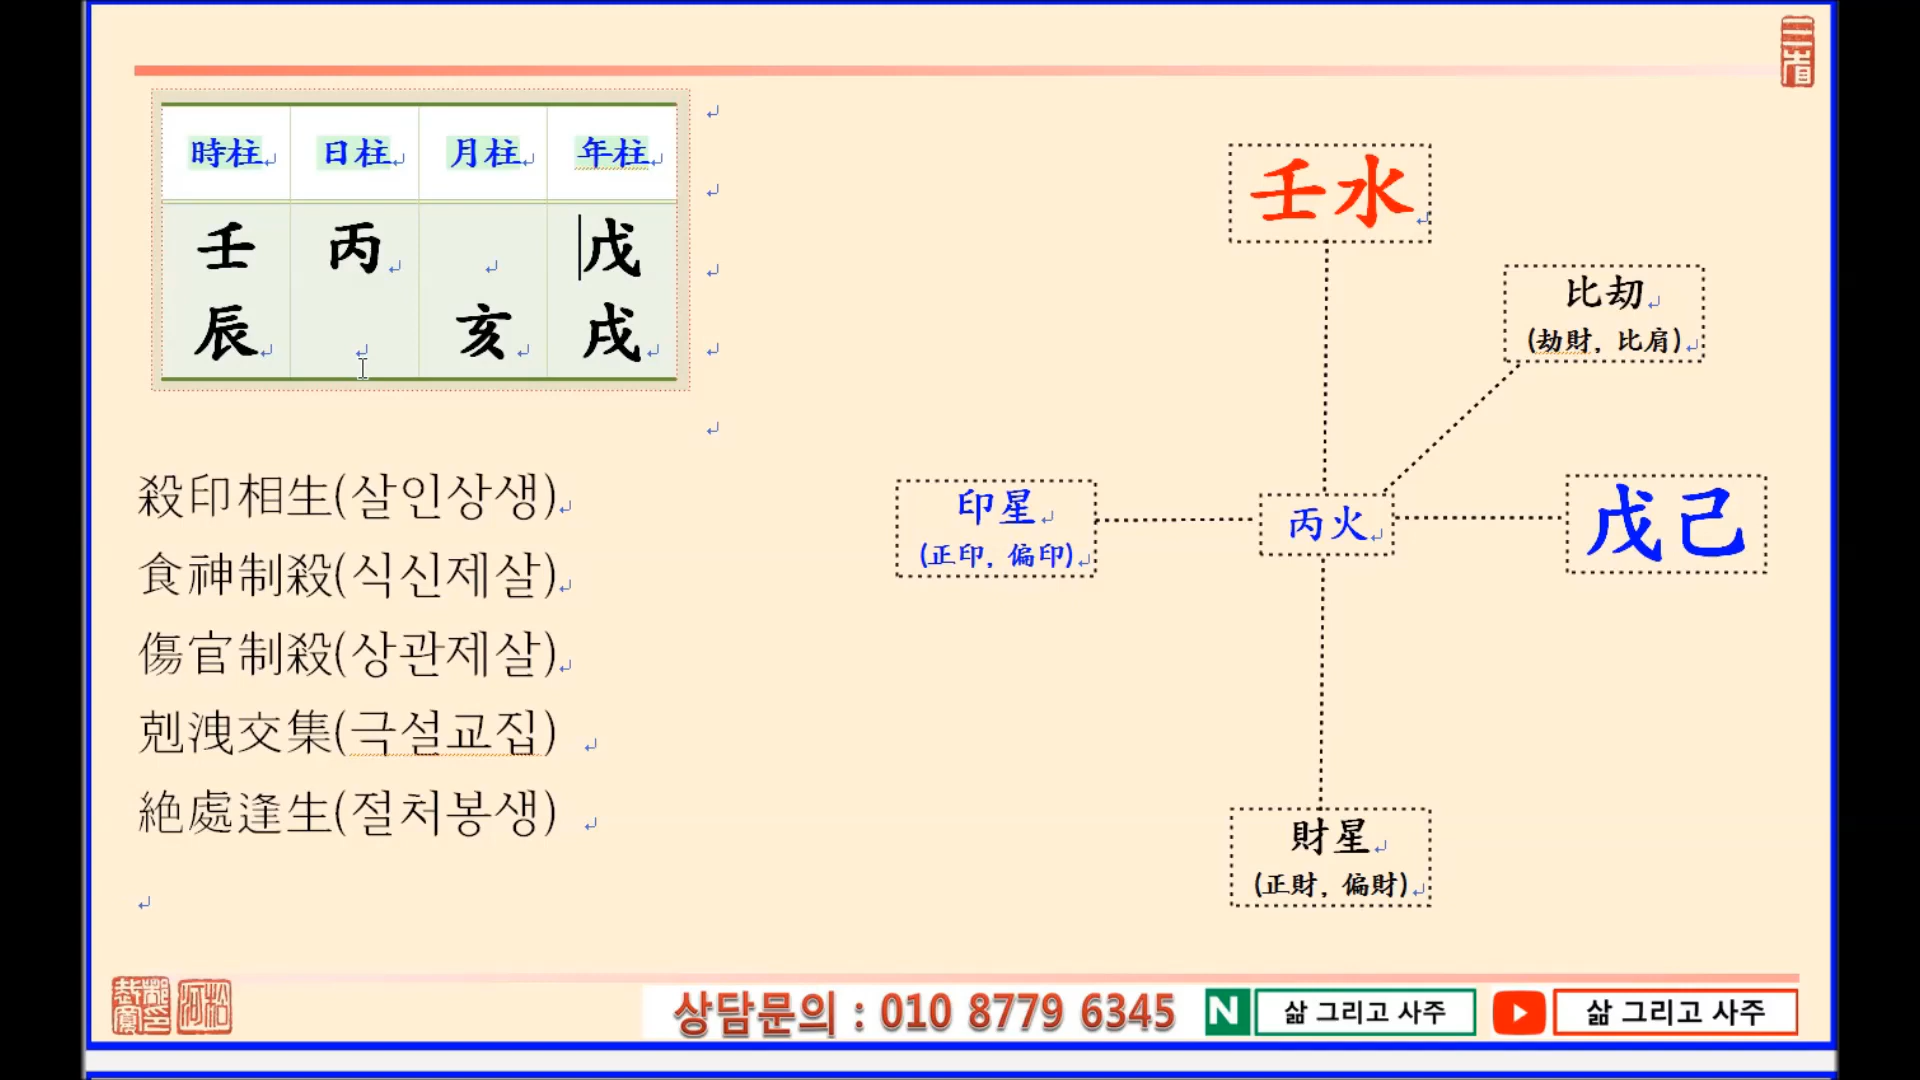 時柱 日柱 月柱 年柱
壬 丙 戊
辰 亥 戌
殺印相生(살인상생)
食神制殺(식신제살)
傷官制殺(상관제살)
剋洩交集(극설교집)
絶處逢生(절처봉생)
壬水
比劫
(劫財, 比肩)
印星
(正印, 偏印)
丙火
戊己
財星
(正財, 偏財)
상담문의 : 010 8779 6345
N 삶 그리고 사주
삶 그리고 사주